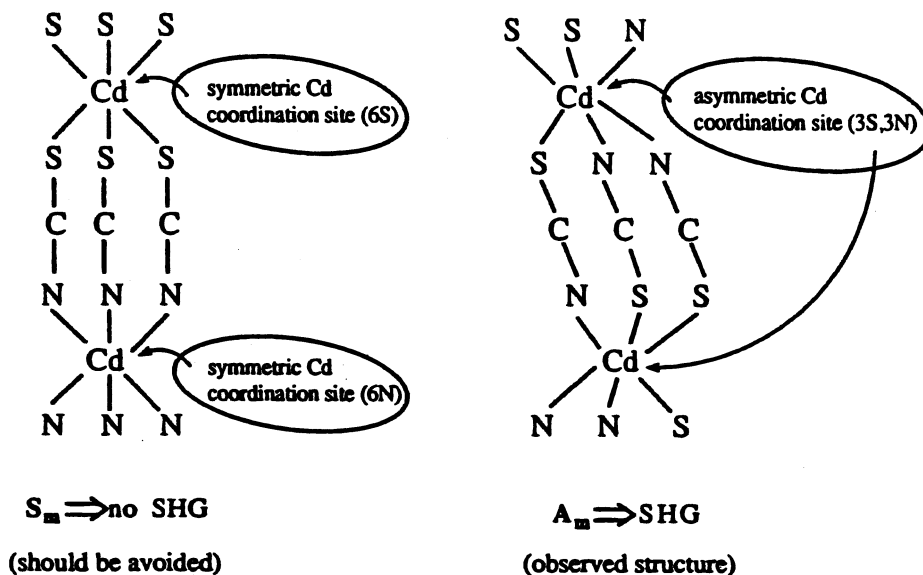 S S S
Cd
symmetric Cd
coordination site (6S)
S S S
C C C
N N N
Cd
symmetric Cd
coordination site (6N)
N N N
Sₘ ⟹ no SHG
(should be avoided)
S S N
Cd
asymmetric Cd
coordination site (3S,3N)
S N N
C C C
N S S
Cd
N N S
Aₘ ⟹ SHG
(observed structure)